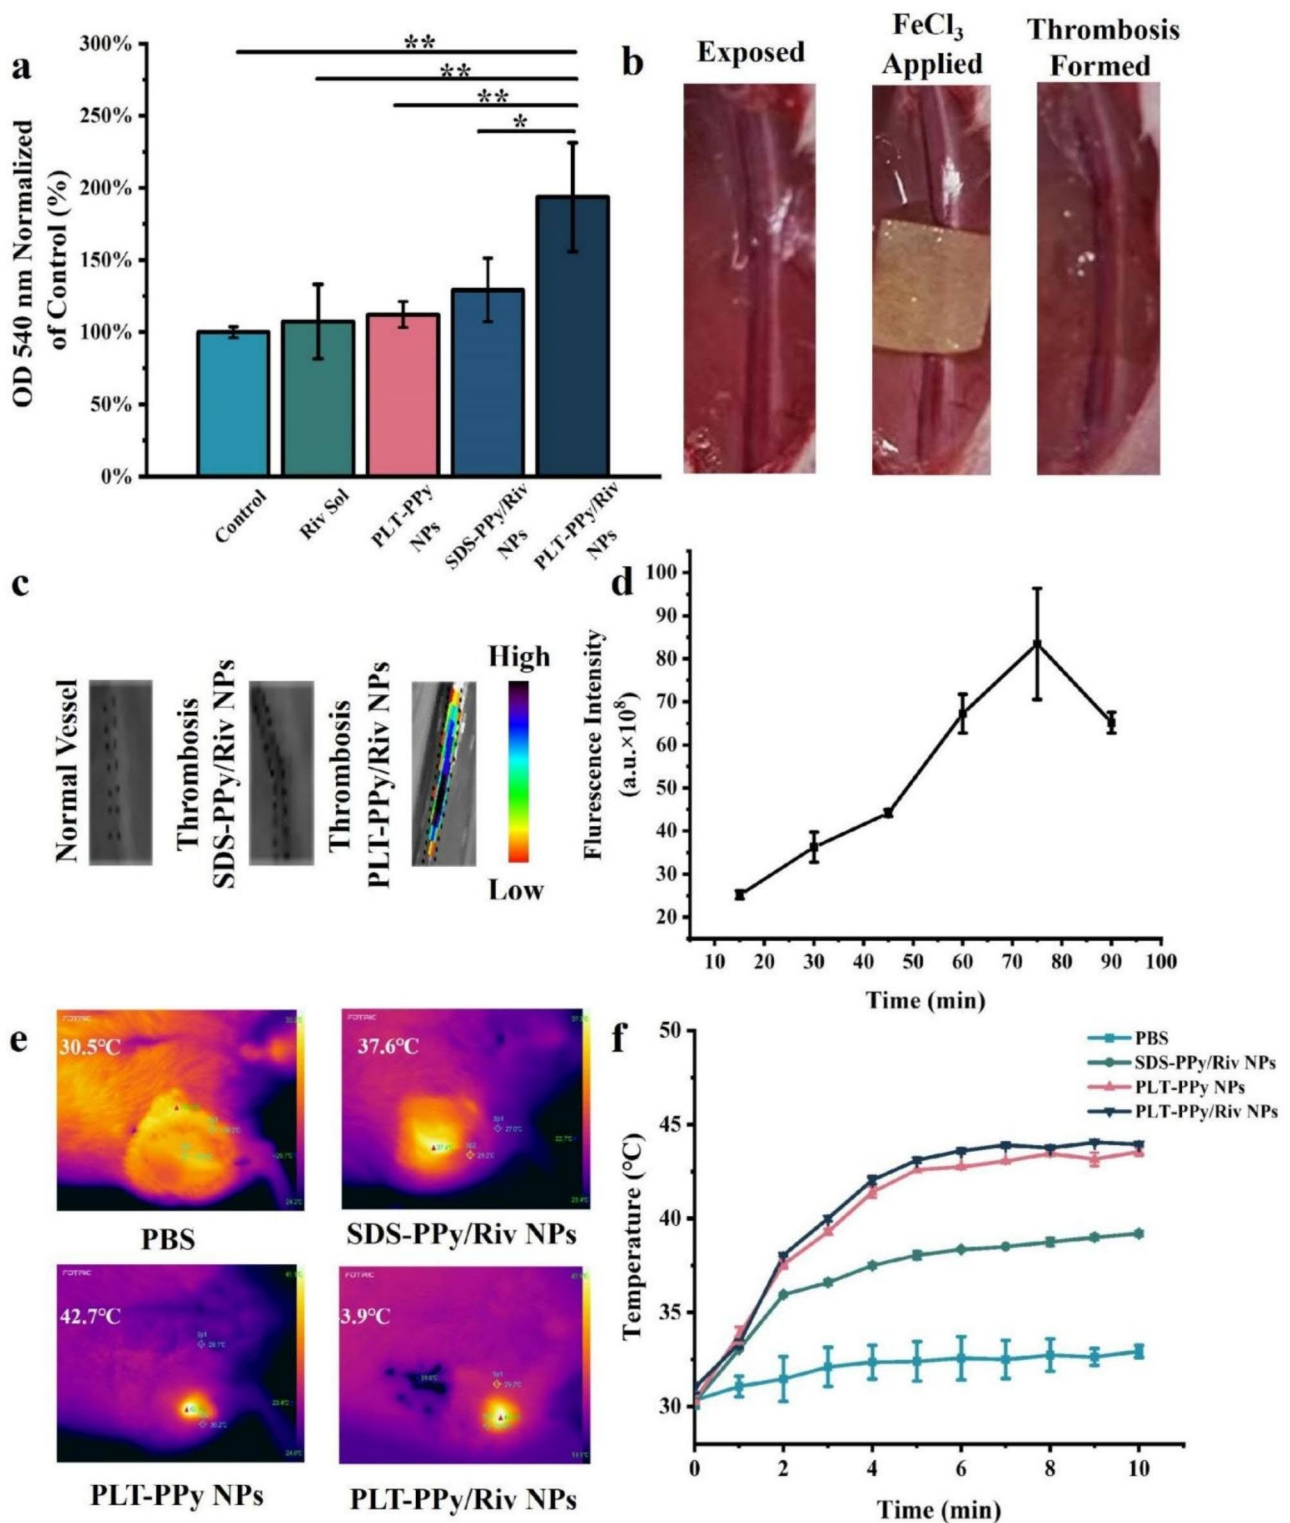 a
300%
250%
200%
150%
100%
50%
0%
OD 540 nm Normalized
of Control (%)
**
**
**
*
Control
Riv Sol
PLT-PPy
NPs
SDS-PPy/Riv
NPs
PLT-PPy/Riv
NPs
b
Exposed
FeCl₃
Applied
Thrombosis
Formed
c
Normal Vessel
Thrombosis
SDS-PPy/Riv NPs
Thrombosis
PLT-PPy/Riv NPs
High
Low
d
Flurescence Intensity
(a.u.×10⁸)
100
90
80
70
60
50
40
30
20
10 20 30 40 50 60 70 80 90 100
Time (min)
e
FOTRIC
30.5°C
PBS
37.6°C
SDS-PPy/Riv NPs
FOTRIC
42.7°C
PLT-PPy NPs
FOTRIC
3.9°C
PLT-PPy/Riv NPs
f
Temperature (°C)
50
45
40
35
30
0 2 4 6 8 10
Time (min)
PBS
SDS-PPy/Riv NPs
PLT-PPy NPs
PLT-PPy/Riv NPs